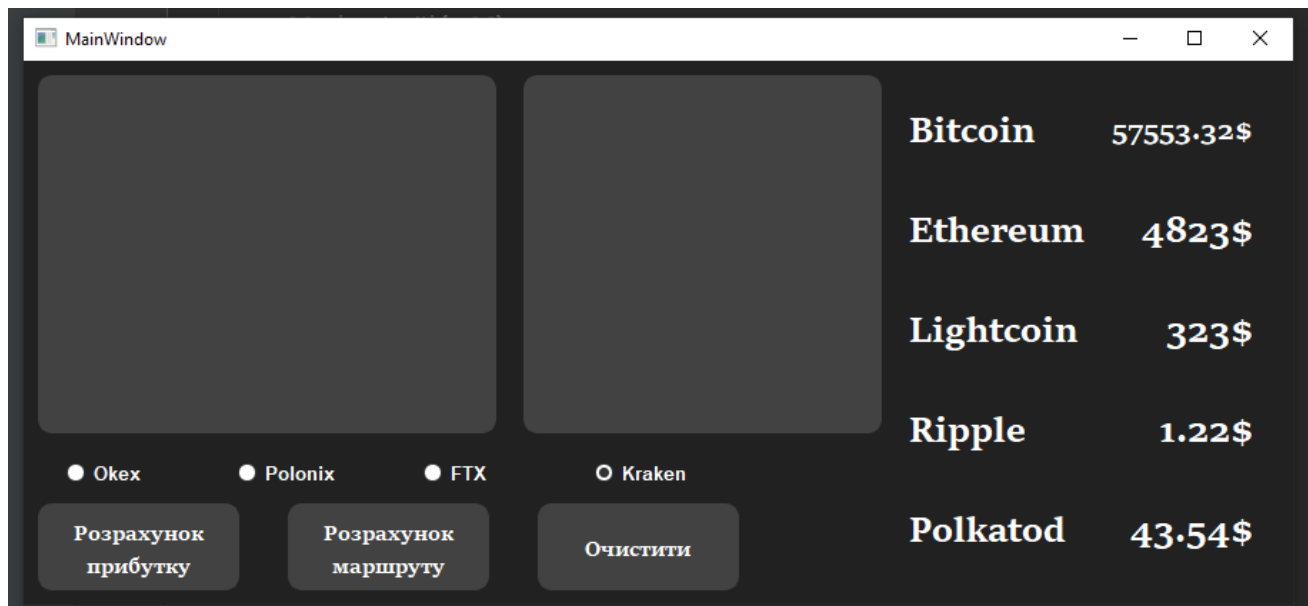 MainWindow
Bitcoin 57553.32$
Ethereum 4823$
Lightcoin 323$
Ripple 1.22$
Polkatod 43.54$
Okex Polonix FTX Kraken
Розрахунок
прибутку
Розрахунок
маршруту
Очистити